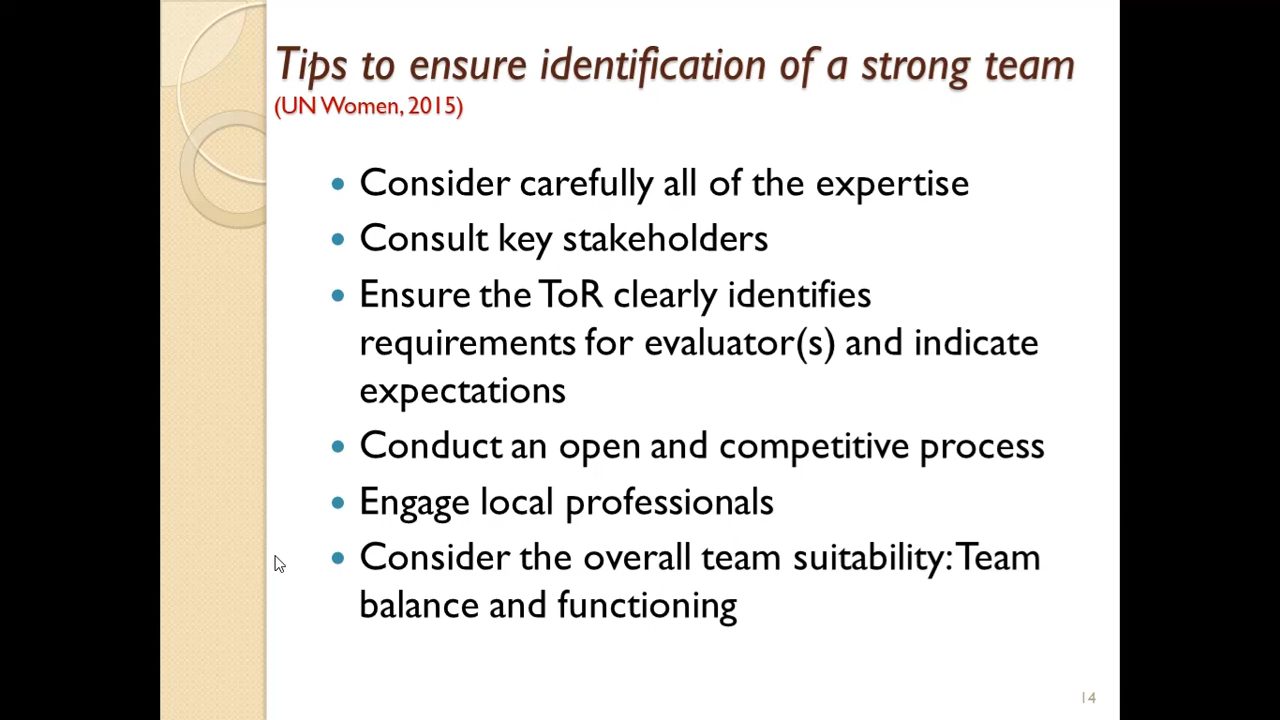 Tips to ensure identification of a strong team
(UN Women, 2015)
• Consider carefully all of the expertise
• Consult key stakeholders
• Ensure the ToR clearly identifies
requirements for evaluator(s) and indicate
expectations
• Conduct an open and competitive process
• Engage local professionals
• Consider the overall team suitability: Team
balance and functioning
14